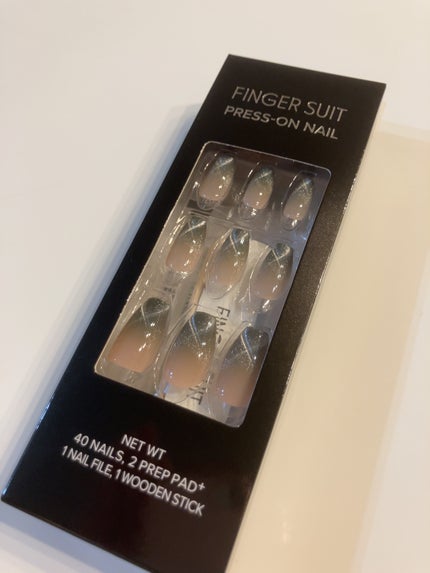 FINGER SUIT
PRESS-ON NAIL
NET WT
40 NAILS, 2 PREP PAD+
1 NAIL FILE, 1 WOODEN STICK